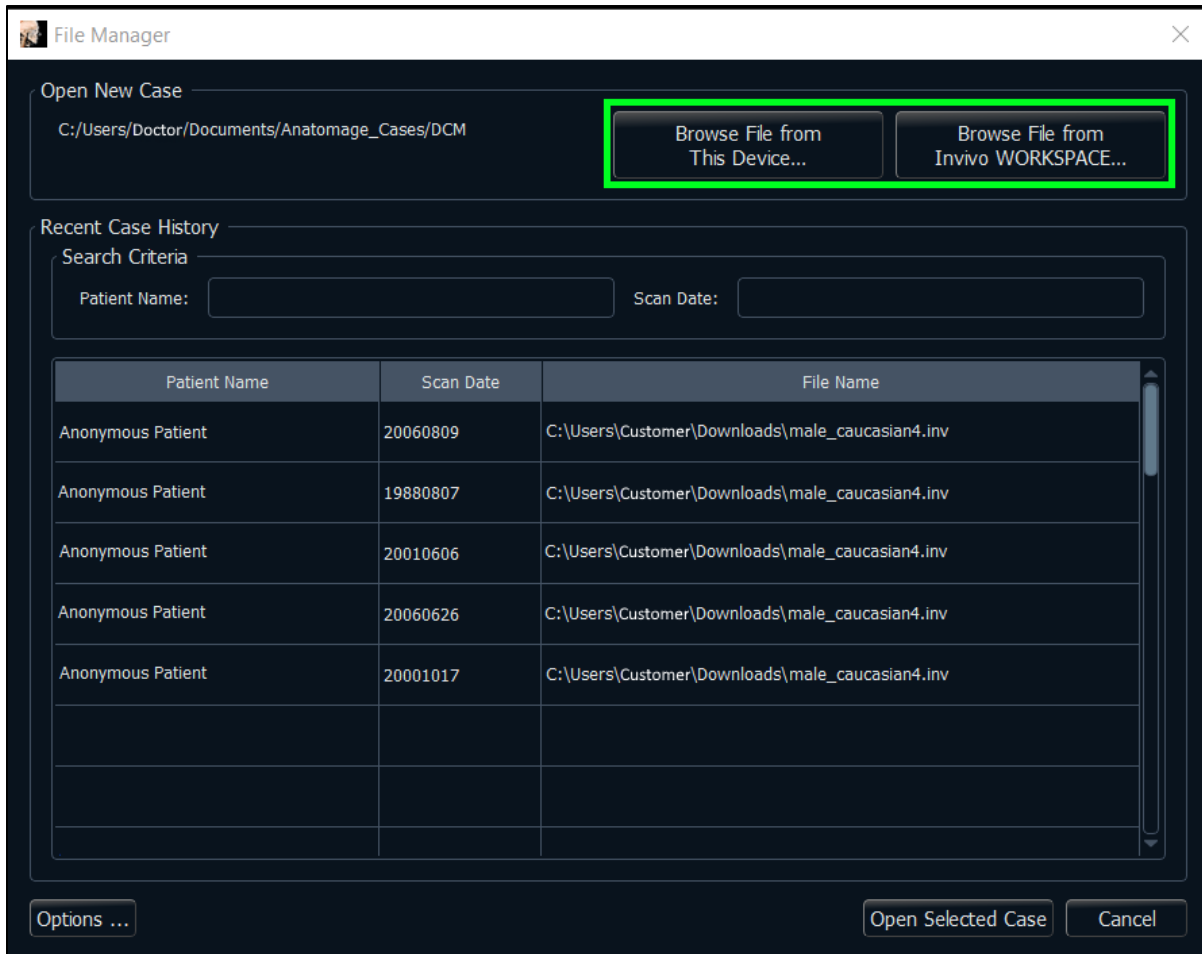 File Manager
Open New Case
C:/Users/Doctor/Documents/Anatomage_Cases/DCM
Browse File from
This Device...
Browse File from
Invivo WORKSPACE...
Recent Case History
Search Criteria
Patient Name:
Scan Date:
Patient Name Scan Date File Name
Anonymous Patient 20060809 C:\Users\Customer\Downloads\male_caucasian4.inv
Anonymous Patient 19880807 C:\Users\Customer\Downloads\male_caucasian4.inv
Anonymous Patient 20010606 C:\Users\Customer\Downloads\male_caucasian4.inv
Anonymous Patient 20060626 C:\Users\Customer\Downloads\male_caucasian4.inv
Anonymous Patient 20001017 C:\Users\Customer\Downloads\male_caucasian4.inv
Options ...
Open Selected Case
Cancel